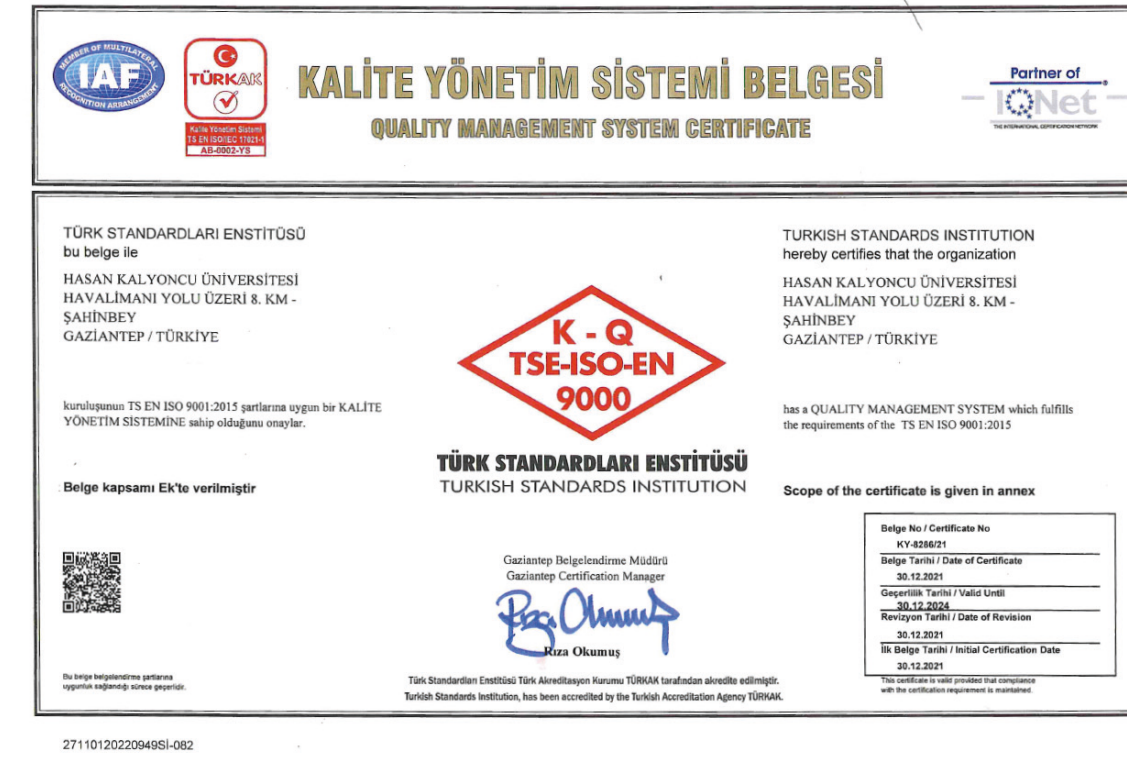 MEMBER OF MULTILATERAL
IAF
RECOGNITION ARRANGEMENT
TÜRKAK
Kalite Yönetim Sistemi
TS EN ISO/IEC 17021-1
AB-0002-YS
KALİTE YÖNETİM SİSTEMİ BELGESİ
QUALITY MANAGEMENT SYSTEM CERTIFICATE
Partner of
IQNet
THE INTERNATIONAL CERTIFICATION NETWORK
TÜRK STANDARDLARI ENSTİTÜSÜ
bu belge ile
HASAN KALYONCU ÜNİVERSİTESİ
HAVALİMANI YOLU ÜZERİ 8. KM -
ŞAHİNBEY
GAZİANTEP / TÜRKİYE
kuruluşunun TS EN ISO 9001:2015 şartlarına uygun bir KALİTE
YÖNETİM SİSTEMİNE sahip olduğunu onaylar.
Belge kapsamı Ek'te verilmiştir
K - Q
TSE-ISO-EN
9000
TÜRK STANDARDLARI ENSTİTÜSÜ
TURKISH STANDARDS INSTITUTION
TURKISH STANDARDS INSTITUTION
hereby certifies that the organization
HASAN KALYONCU ÜNİVERSİTESİ
HAVALİMANI YOLU ÜZERİ 8. KM -
ŞAHİNBEY
GAZİANTEP / TÜRKİYE
has a QUALITY MANAGEMENT SYSTEM which fulfills
the requirements of the TS EN ISO 9001:2015
Scope of the certificate is given in annex
Gaziantep Belgelendirme Müdürü
Gaziantep Certification Manager
Rıza Okumuş
Rıza Okumuş
Belge No / Certificate No
KY-8286/21
Belge Tarihi / Date of Certificate
30.12.2021
Geçerlilik Tarihi / Valid Until
30.12.2024
Revizyon Tarihi / Date of Revision
30.12.2021
İlk Belge Tarihi / Initial Certification Date
30.12.2021
Bu belge belgelendirme şartlarına
uygunluk sağlandığı sürece geçerlidir.
Türk Standardları Enstitüsü Türk Akreditasyon Kurumu TÜRKAK tarafından akredite edilmiştir.
Turkish Standards Institution, has been accredited by the Turkish Accreditation Agency TÜRKAK.
This certificate is valid provided that compliance
with the certification requirement is maintained.
27110120220949Sİ-082